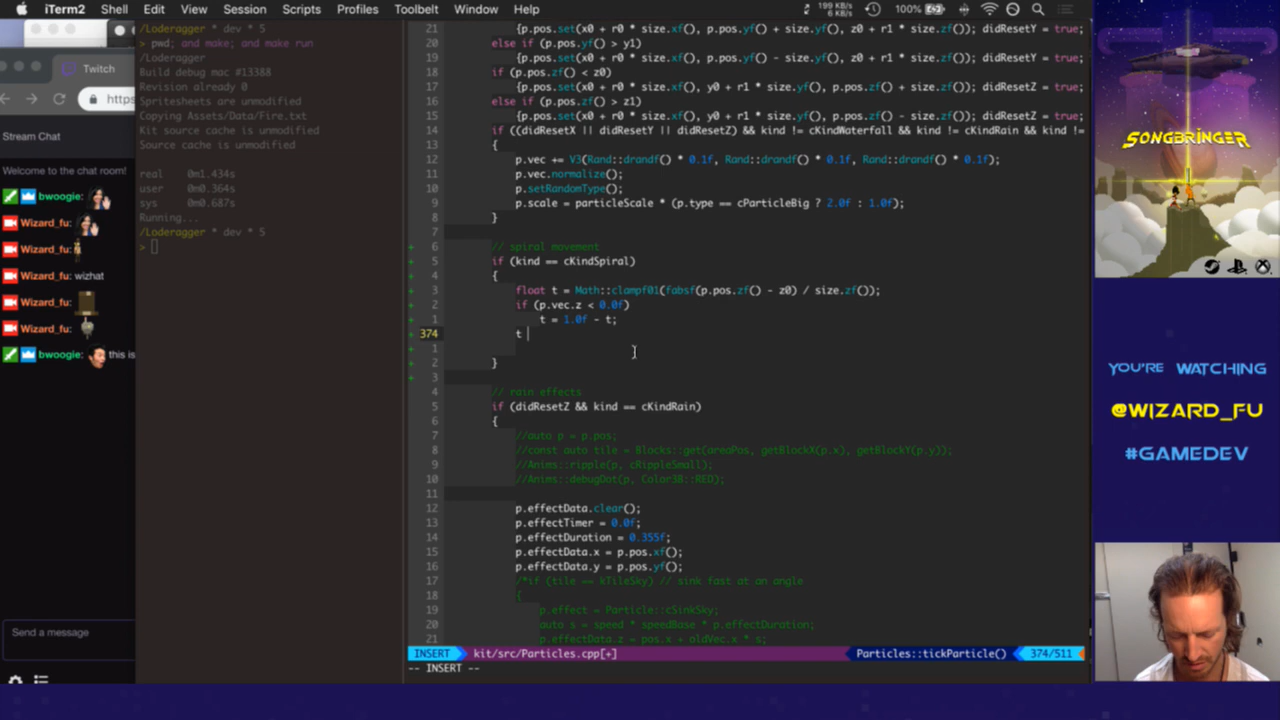 iTerm2 Shell Edit View Session Scripts Profiles Toolbelt Window Help
199 KB/s
6 KB/s
100%
Twitch
https
Stream Chat
Welcome to the chat room!
bwoogie:
Wizard_fu:
Wizard_fu:
Wizard_fu: wizhat
Wizard_fu:
Wizard_fu:
bwoogie: this is
Send a message
/Loderagger * dev * 5
> pwd; and make; and make run
/Loderagger
Build debug mac #13388
Revision already 0
Spritesheets are unmodified
Copying Assets/Data/Fire.txt
Kit source cache is unmodified
Source cache is unmodified
real 0m1.434s
user 0m0.364s
sys 0m0.687s
Running...
/Loderagger * dev * 5
>
21 {p.pos.set(x0 + r0 * size.xf(), p.pos.yf() + size.yf(), z0 + r1 * size.zf()); didResetY = true;
20 else if (p.pos.yf() > y1)
19 {p.pos.set(x0 + r0 * size.xf(), p.pos.yf() - size.yf(), z0 + r1 * size.zf()); didResetY = true;
18 if (p.pos.zf() < z0)
17 {p.pos.set(x0 + r0 * size.xf(), y0 + r1 * size.yf(), p.pos.zf() + size.zf()); didResetZ = true;
16 else if (p.pos.zf() > z1)
15 {p.pos.set(x0 + r0 * size.xf(), y0 + r1 * size.yf(), p.pos.zf() - size.zf()); didResetZ = true;
14 if ((didResetX || didResetY || didResetZ) && kind != cKindWaterfall && kind != cKindRain && kind !=
13 {
12 p.vec += V3(Rand::drandf() * 0.1f, Rand::drandf() * 0.1f, Rand::drandf() * 0.1f);
11 p.vec.normalize();
10 p.setRandomType();
9 p.scale = particleScale * (p.type == cParticleBig ? 2.0f : 1.0f);
8 }
7
6 // spiral movement
5 if (kind == cKindSpiral)
4 {
3 float t = Math::clampf01(fabsf(p.pos.zf() - z0) / size.zf());
2 if (p.vec.z < 0.0f)
1 t = 1.0f - t;
374 t
1
2 }
3
4 // rain effects
5 if (didResetZ && kind == cKindRain)
6 {
7 //auto p = p.pos;
8 //const auto tile = Blocks::get(areaPos, getBlockX(p.x), getBlockY(p.y));
9 //Anims::ripple(p, cRippleSmall);
10 //Anims::debugDot(p, Color3B::RED);
11
12 p.effectData.clear();
13 p.effectTimer = 0.0f;
14 p.effectDuration = 0.355f;
15 p.effectData.x = p.pos.xf();
16 p.effectData.y = p.pos.yf();
17 /*if (tile == kTileSky) // sink fast at an angle
18 {
19 p.effect = Particle::cSinkSky;
20 auto s = speed * speedBase * p.effectDuration;
21 p.effectData.z = pos.x + oldVec.x * s;
INSERT kit/src/Particles.cpp[+] Particles::tickParticle() 374/511
-- INSERT --
SONGBRINGER
YOU'RE WATCHING
@WIZARD_FU
#GAMEDEV